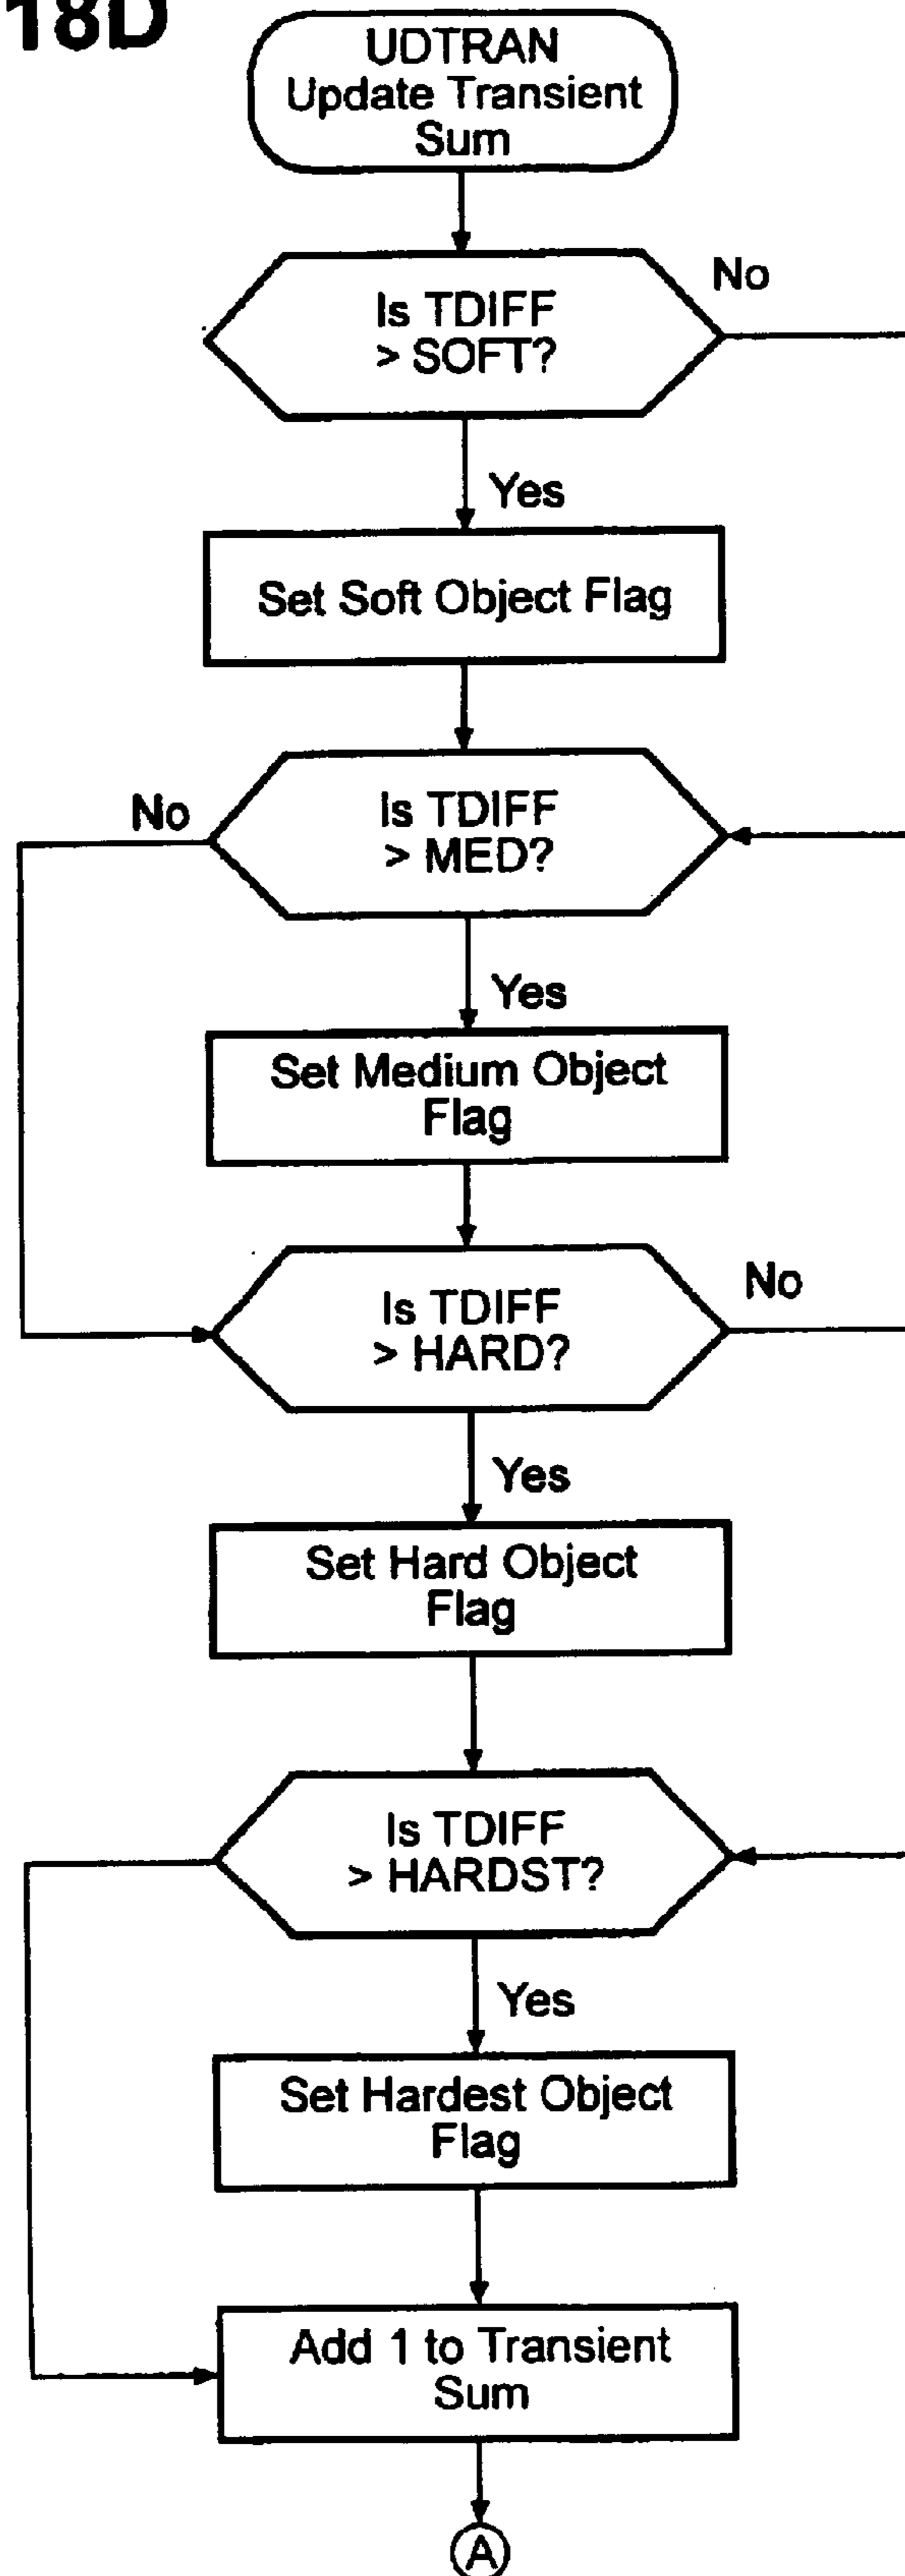 18D
UDTRAN
Update Transient
Sum
Is TDIFF
> SOFT?
No
Yes
Set Soft Object Flag
Is TDIFF
> MED?
No
Yes
Set Medium Object
Flag
Is TDIFF
> HARD?
No
Yes
Set Hard Object
Flag
Is TDIFF
> HARDST?
Yes
Set Hardest Object
Flag
Add 1 to Transient
Sum
A